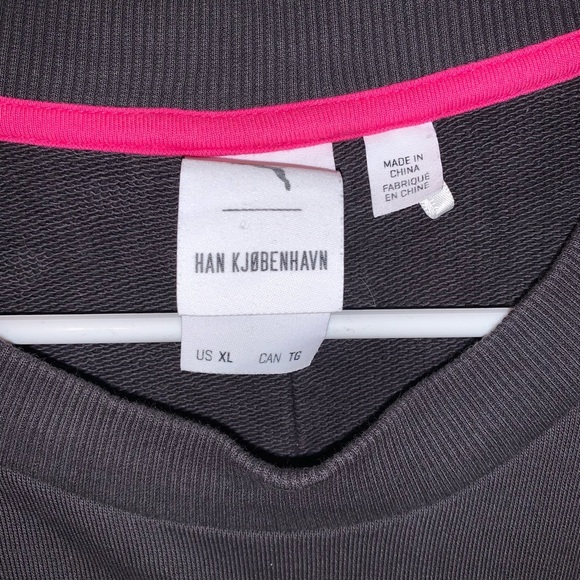 HAN KJØBENHAVN
US XL CAN TG
MADE IN
CHINA
FABRIQUÉ
EN CHINE